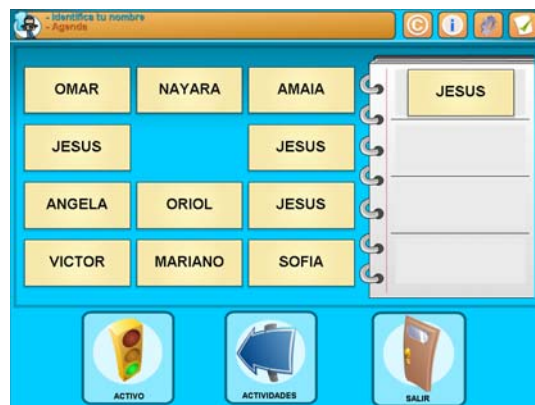 - Identifica tu nombre
- Agenda
©
i
OMAR NAYARA AMAIA JESUS
JESUS JESUS
ANGELA ORIOL JESUS
VICTOR MARIANO SOFIA
ACTIVO ACTIVIDADES SALIR